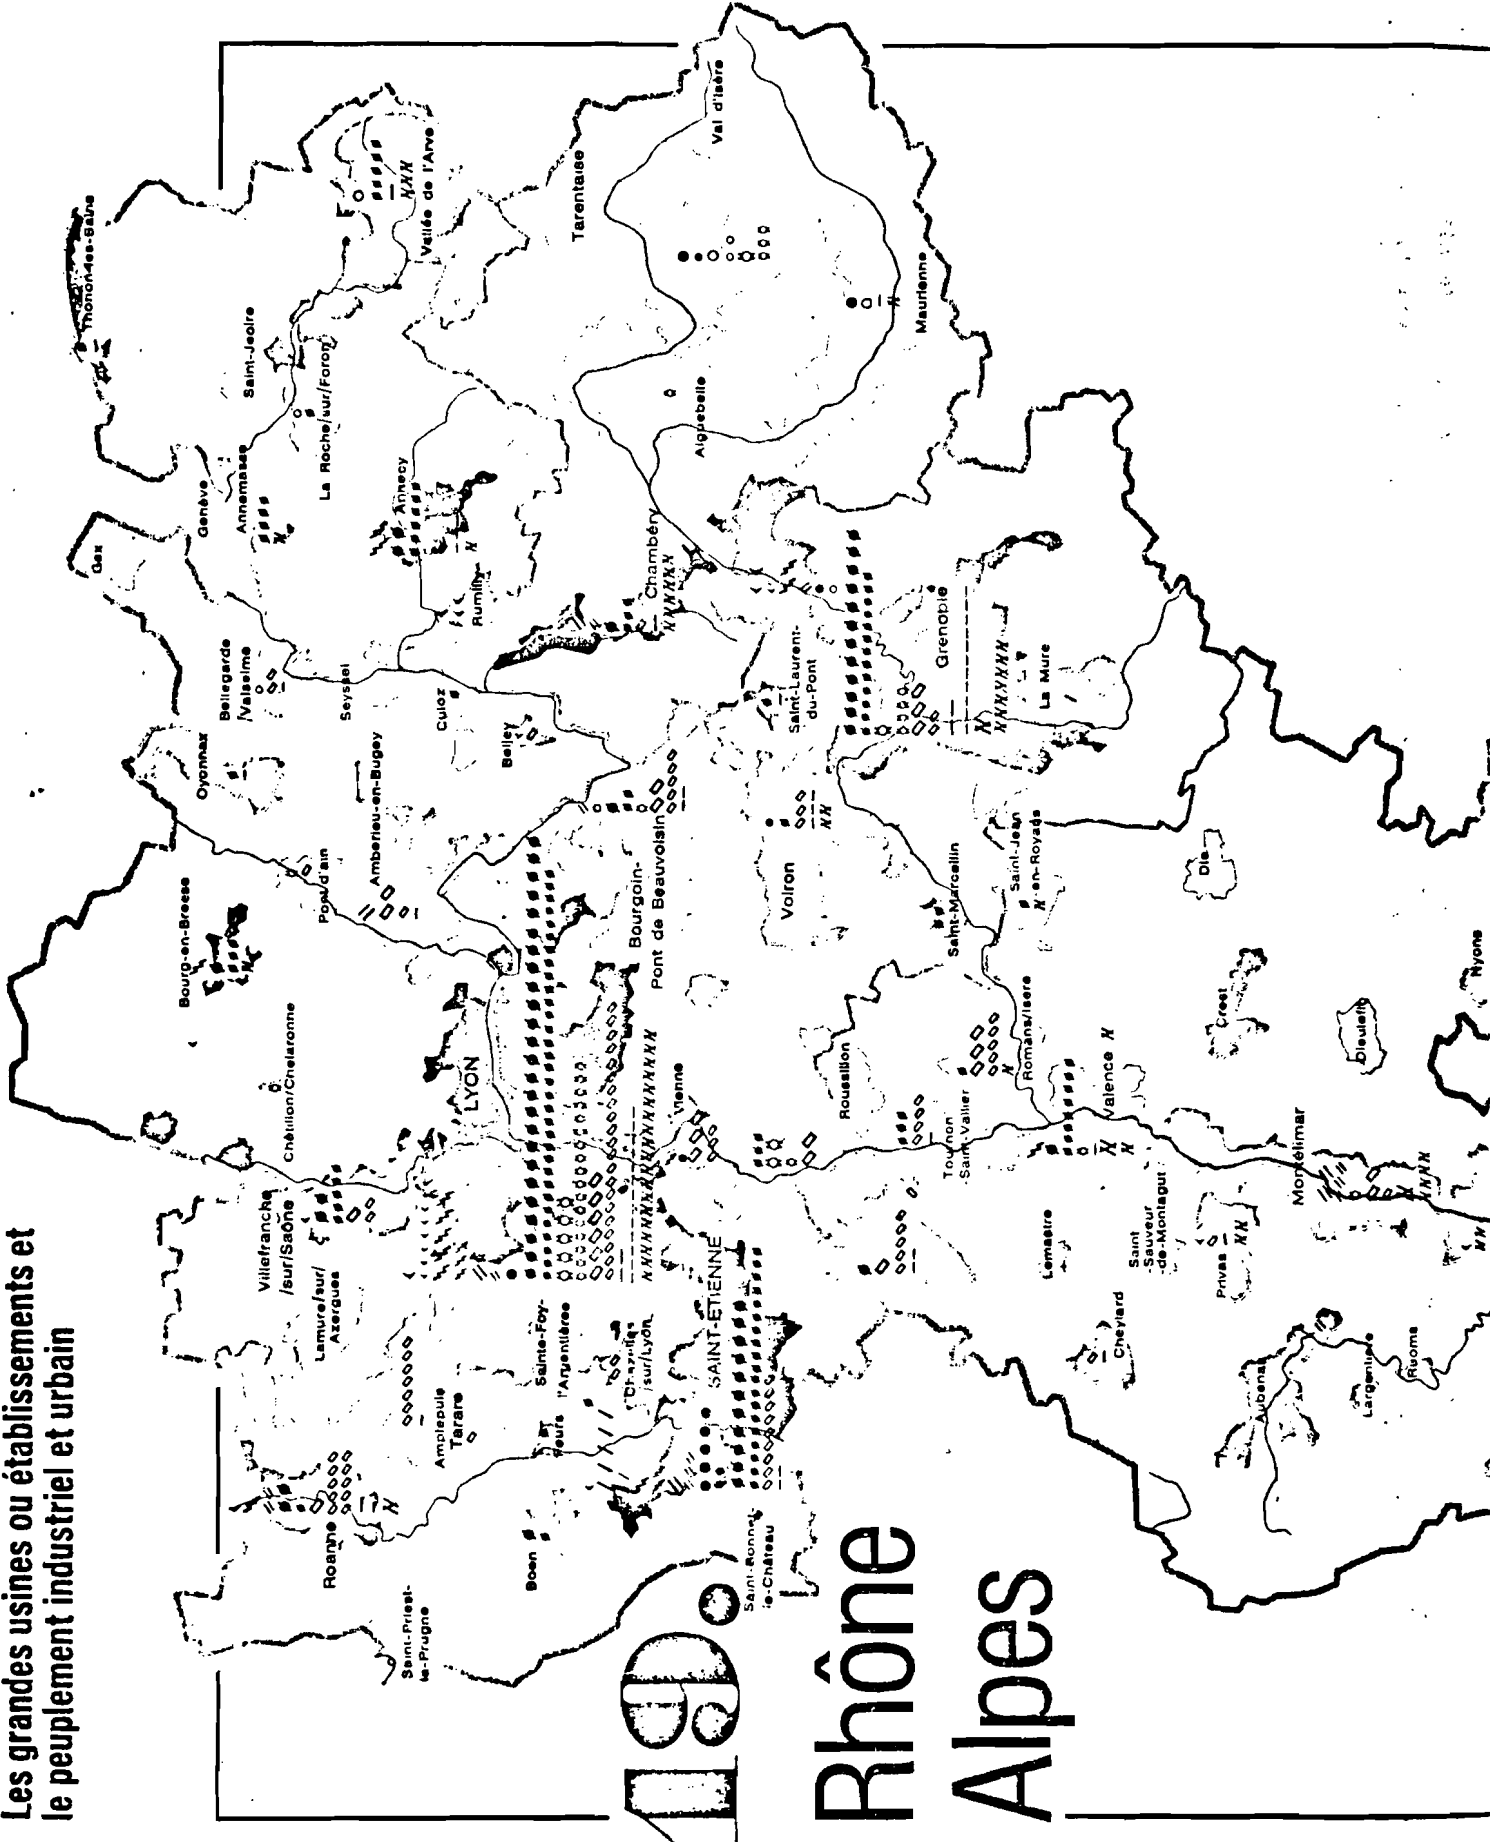 Les grandes usines ou établissements et
le peuplement industriel et urbain
19.
Rhône
Alpes
Thonon-les-Bains
Gex
Genève
Annemasse
Saint-Jeoire
La Roche/sur/Foron
Vallée de l'Arve
Annecy
Rumilly
Oyonnax
Bellegarde
/Valserine
Seyssel
Culoz
Belley
Amberieu-en-Bugey
Pont d'ain
Bourg-en-Bresse
Châtillon/Chelaronne
Villefranche
/sur/Saône
Lamure/sur/
Azergues
Amplepuis
Tarare
Roanne
Saint-Priest-
la-Prugne
Boen
Feurs
Sainte-Foy-
l'Argentières
Chazelles
/sur/Lyon
LYON
Bourgoin-
Pont de Beauvoisin
Vienne
SAINT-ETIENNE
Saint-Bonnet-
le-Château
Chambéry
Aiguebelle
Tarentaise
Val d'Isère
Maurienne
Saint-Laurent-
du-Pont
Voiron
Grenoble
La Mure
Saint-Marcellin
Saint-Jean
-en-Royans
Roussillon
Tournon
-Saint-Vallier
Romans/Isère
Valence
Lamastre
Saint
-Sauveur
-de-Montagut
Cheylard
Privas
Aubenas
Largentière
Ruoms
Montélimar
Crest
Die
Dieulefit
Nyons